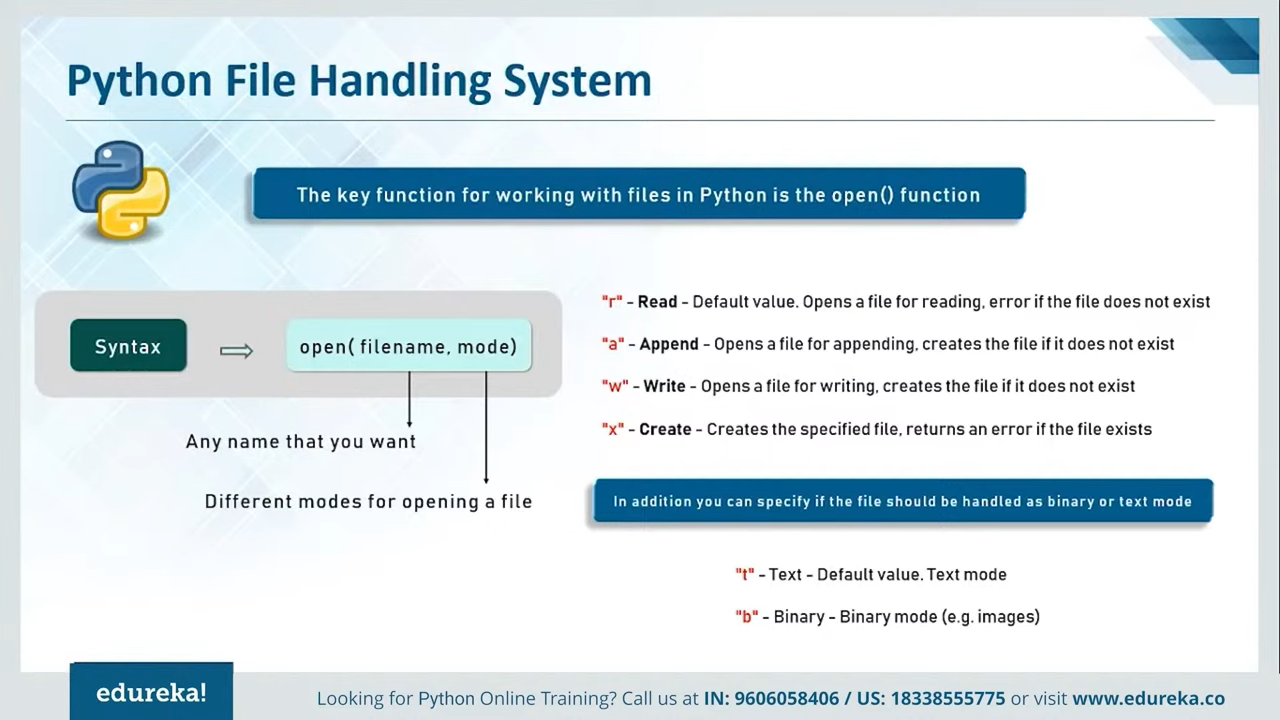 Python File Handling System
The key function for working with files in Python is the open() function
Syntax
open( filename, mode)
Any name that you want
Different modes for opening a file
"r" - Read - Default value. Opens a file for reading, error if the file does not exist
"a" - Append - Opens a file for appending, creates the file if it does not exist
"w" - Write - Opens a file for writing, creates the file if it does not exist
"x" - Create - Creates the specified file, returns an error if the file exists
In addition you can specify if the file should be handled as binary or text mode
"t" - Text - Default value. Text mode
"b" - Binary - Binary mode (e.g. images)
edureka!
Looking for Python Online Training? Call us at IN: 9606058406 / US: 18338555775 or visit www.edureka.co